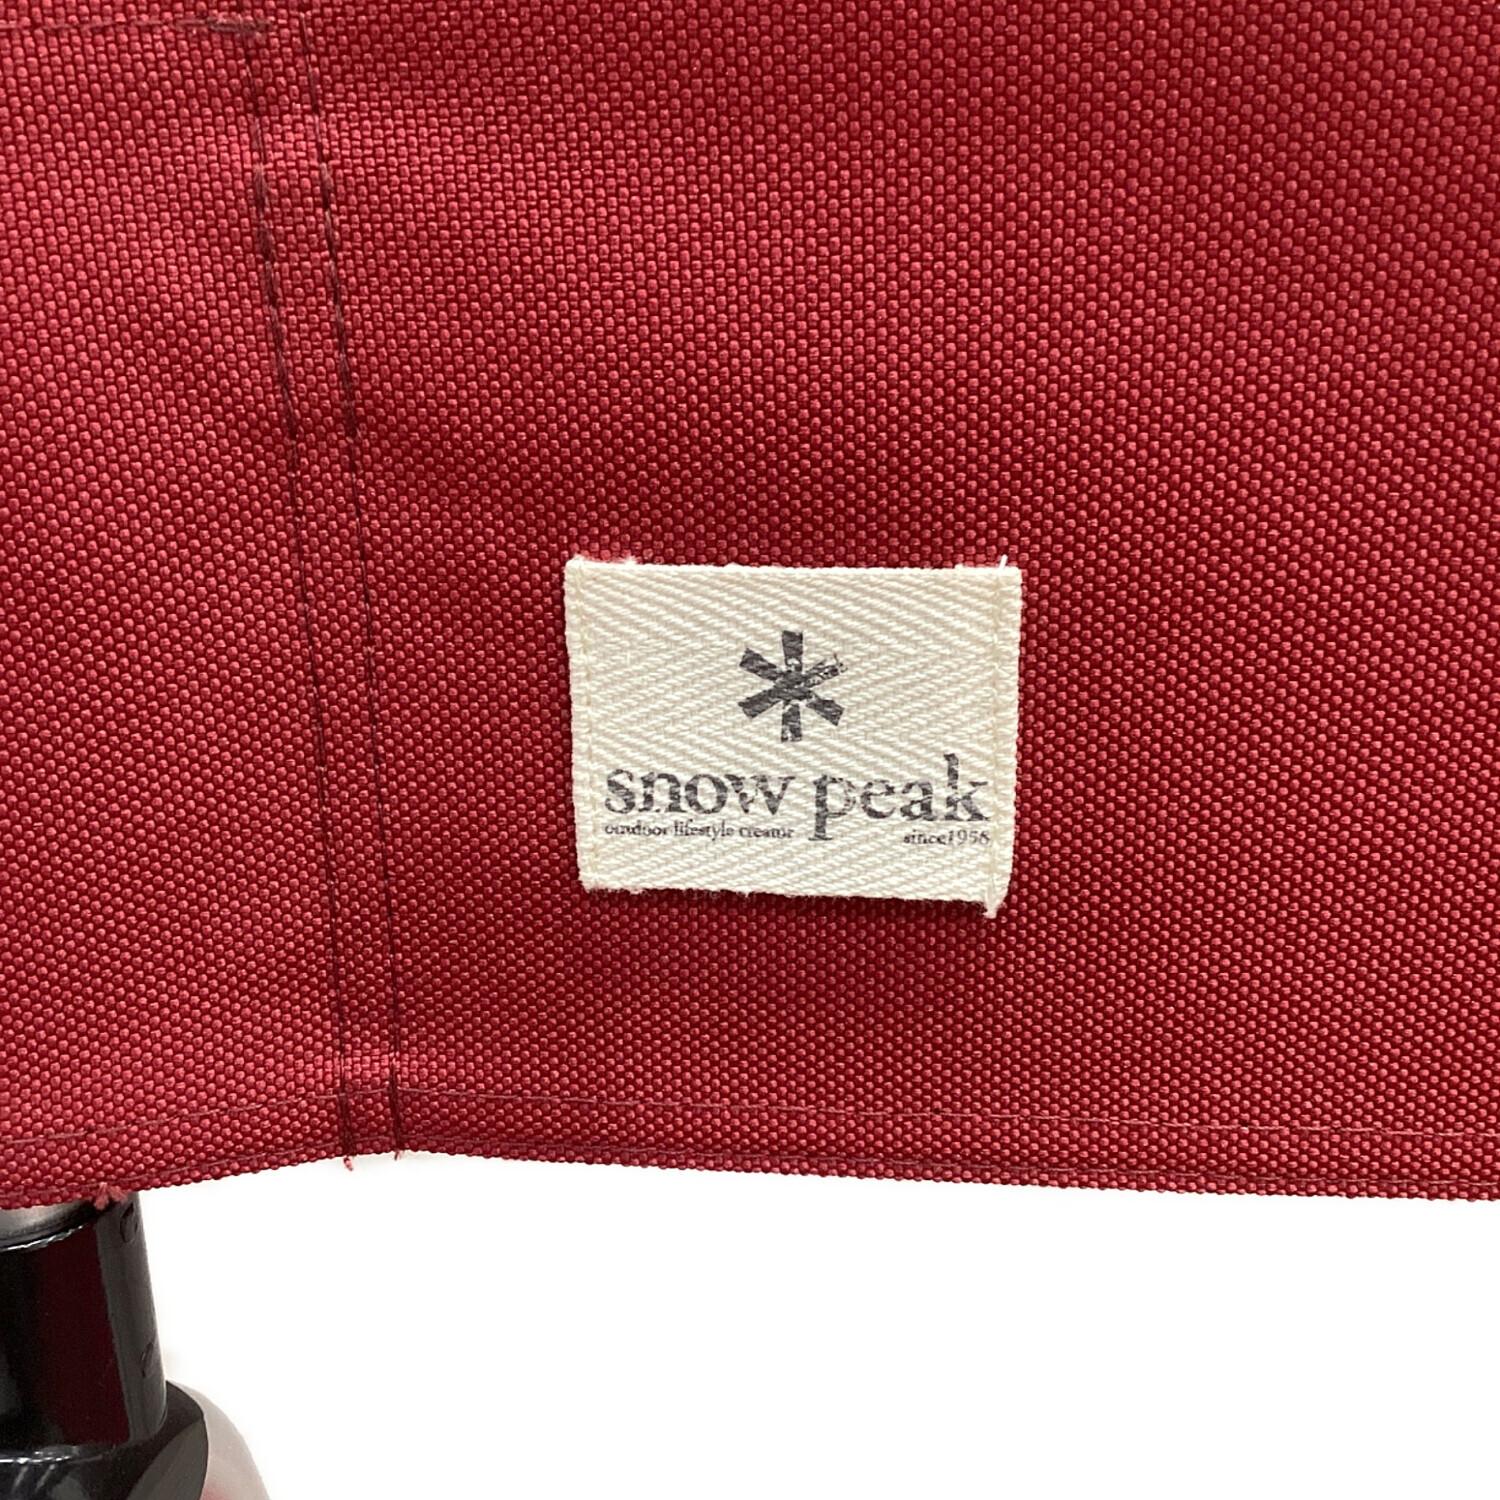 snow peak
outdoor lifestyle creator since1958